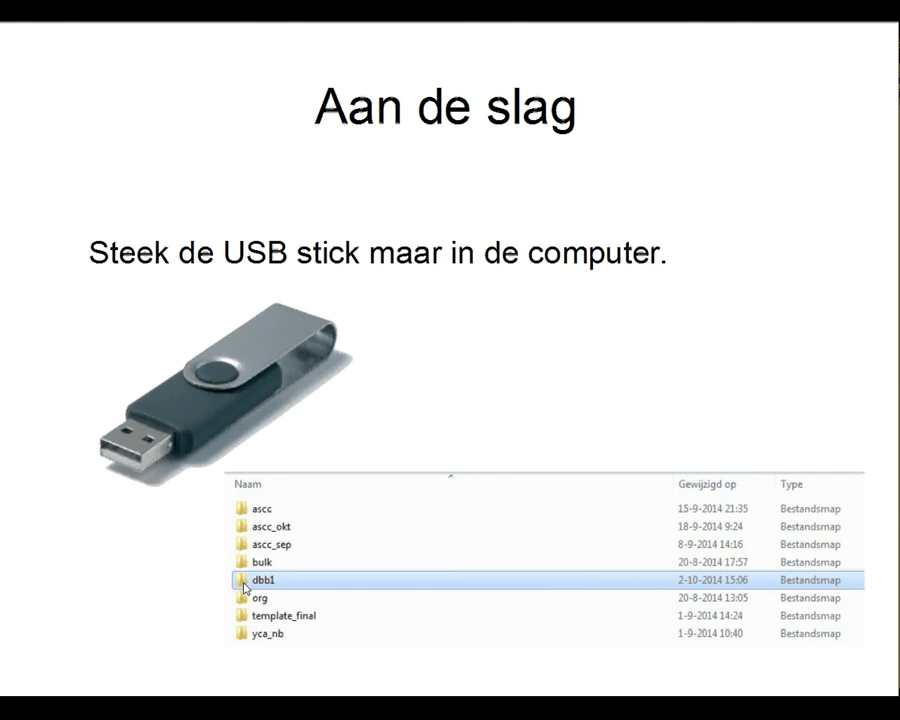 Aan de slag
Steek de USB stick maar in de computer.
Naam Gewijzigd op Type
ascc 15-9-2014 21:35 Bestandsmap
ascc_okt 18-9-2014 9:24 Bestandsmap
ascc_sep 8-9-2014 14:16 Bestandsmap
bulk 20-8-2014 17:57 Bestandsmap
dbb1 2-10-2014 15:06 Bestandsmap
org 20-8-2014 13:05 Bestandsmap
template_final 1-9-2014 14:24 Bestandsmap
yca_nb 1-9-2014 10:40 Bestandsmap